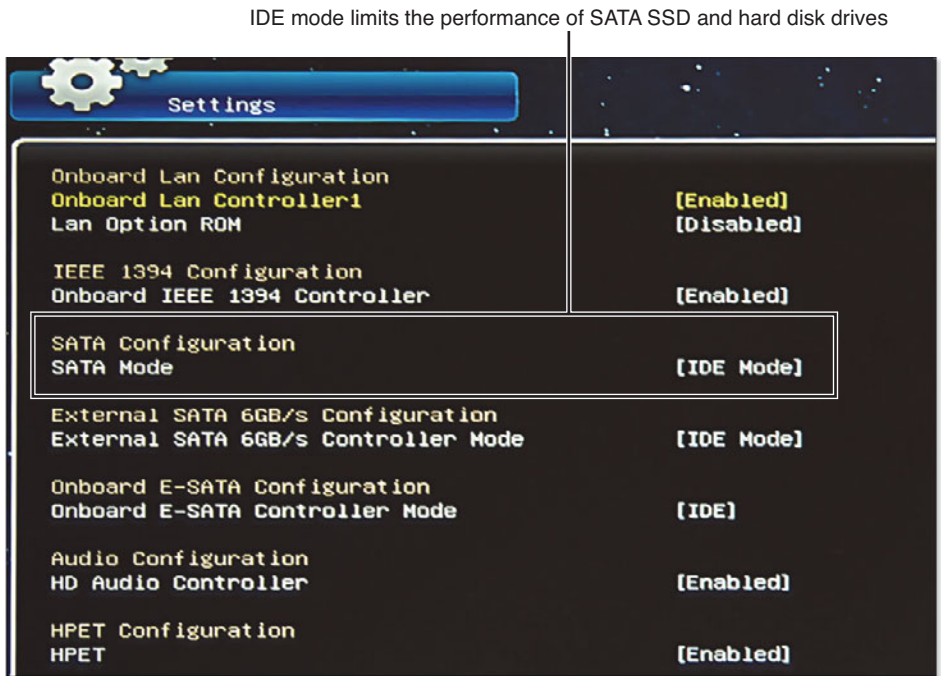 IDE mode limits the performance of SATA SSD and hard disk drives
Settings
Onboard Lan Configuration
Onboard Lan Controller1 [Enabled]
Lan Option ROM [Disabled]
IEEE 1394 Configuration
Onboard IEEE 1394 Controller [Enabled]
SATA Configuration
SATA Mode [IDE Mode]
External SATA 6GB/s Configuration
External SATA 6GB/s Controller Mode [IDE Mode]
Onboard E-SATA Configuration
Onboard E-SATA Controller Mode [IDE]
Audio Configuration
HD Audio Controller [Enabled]
HPET Configuration
HPET [Enabled]